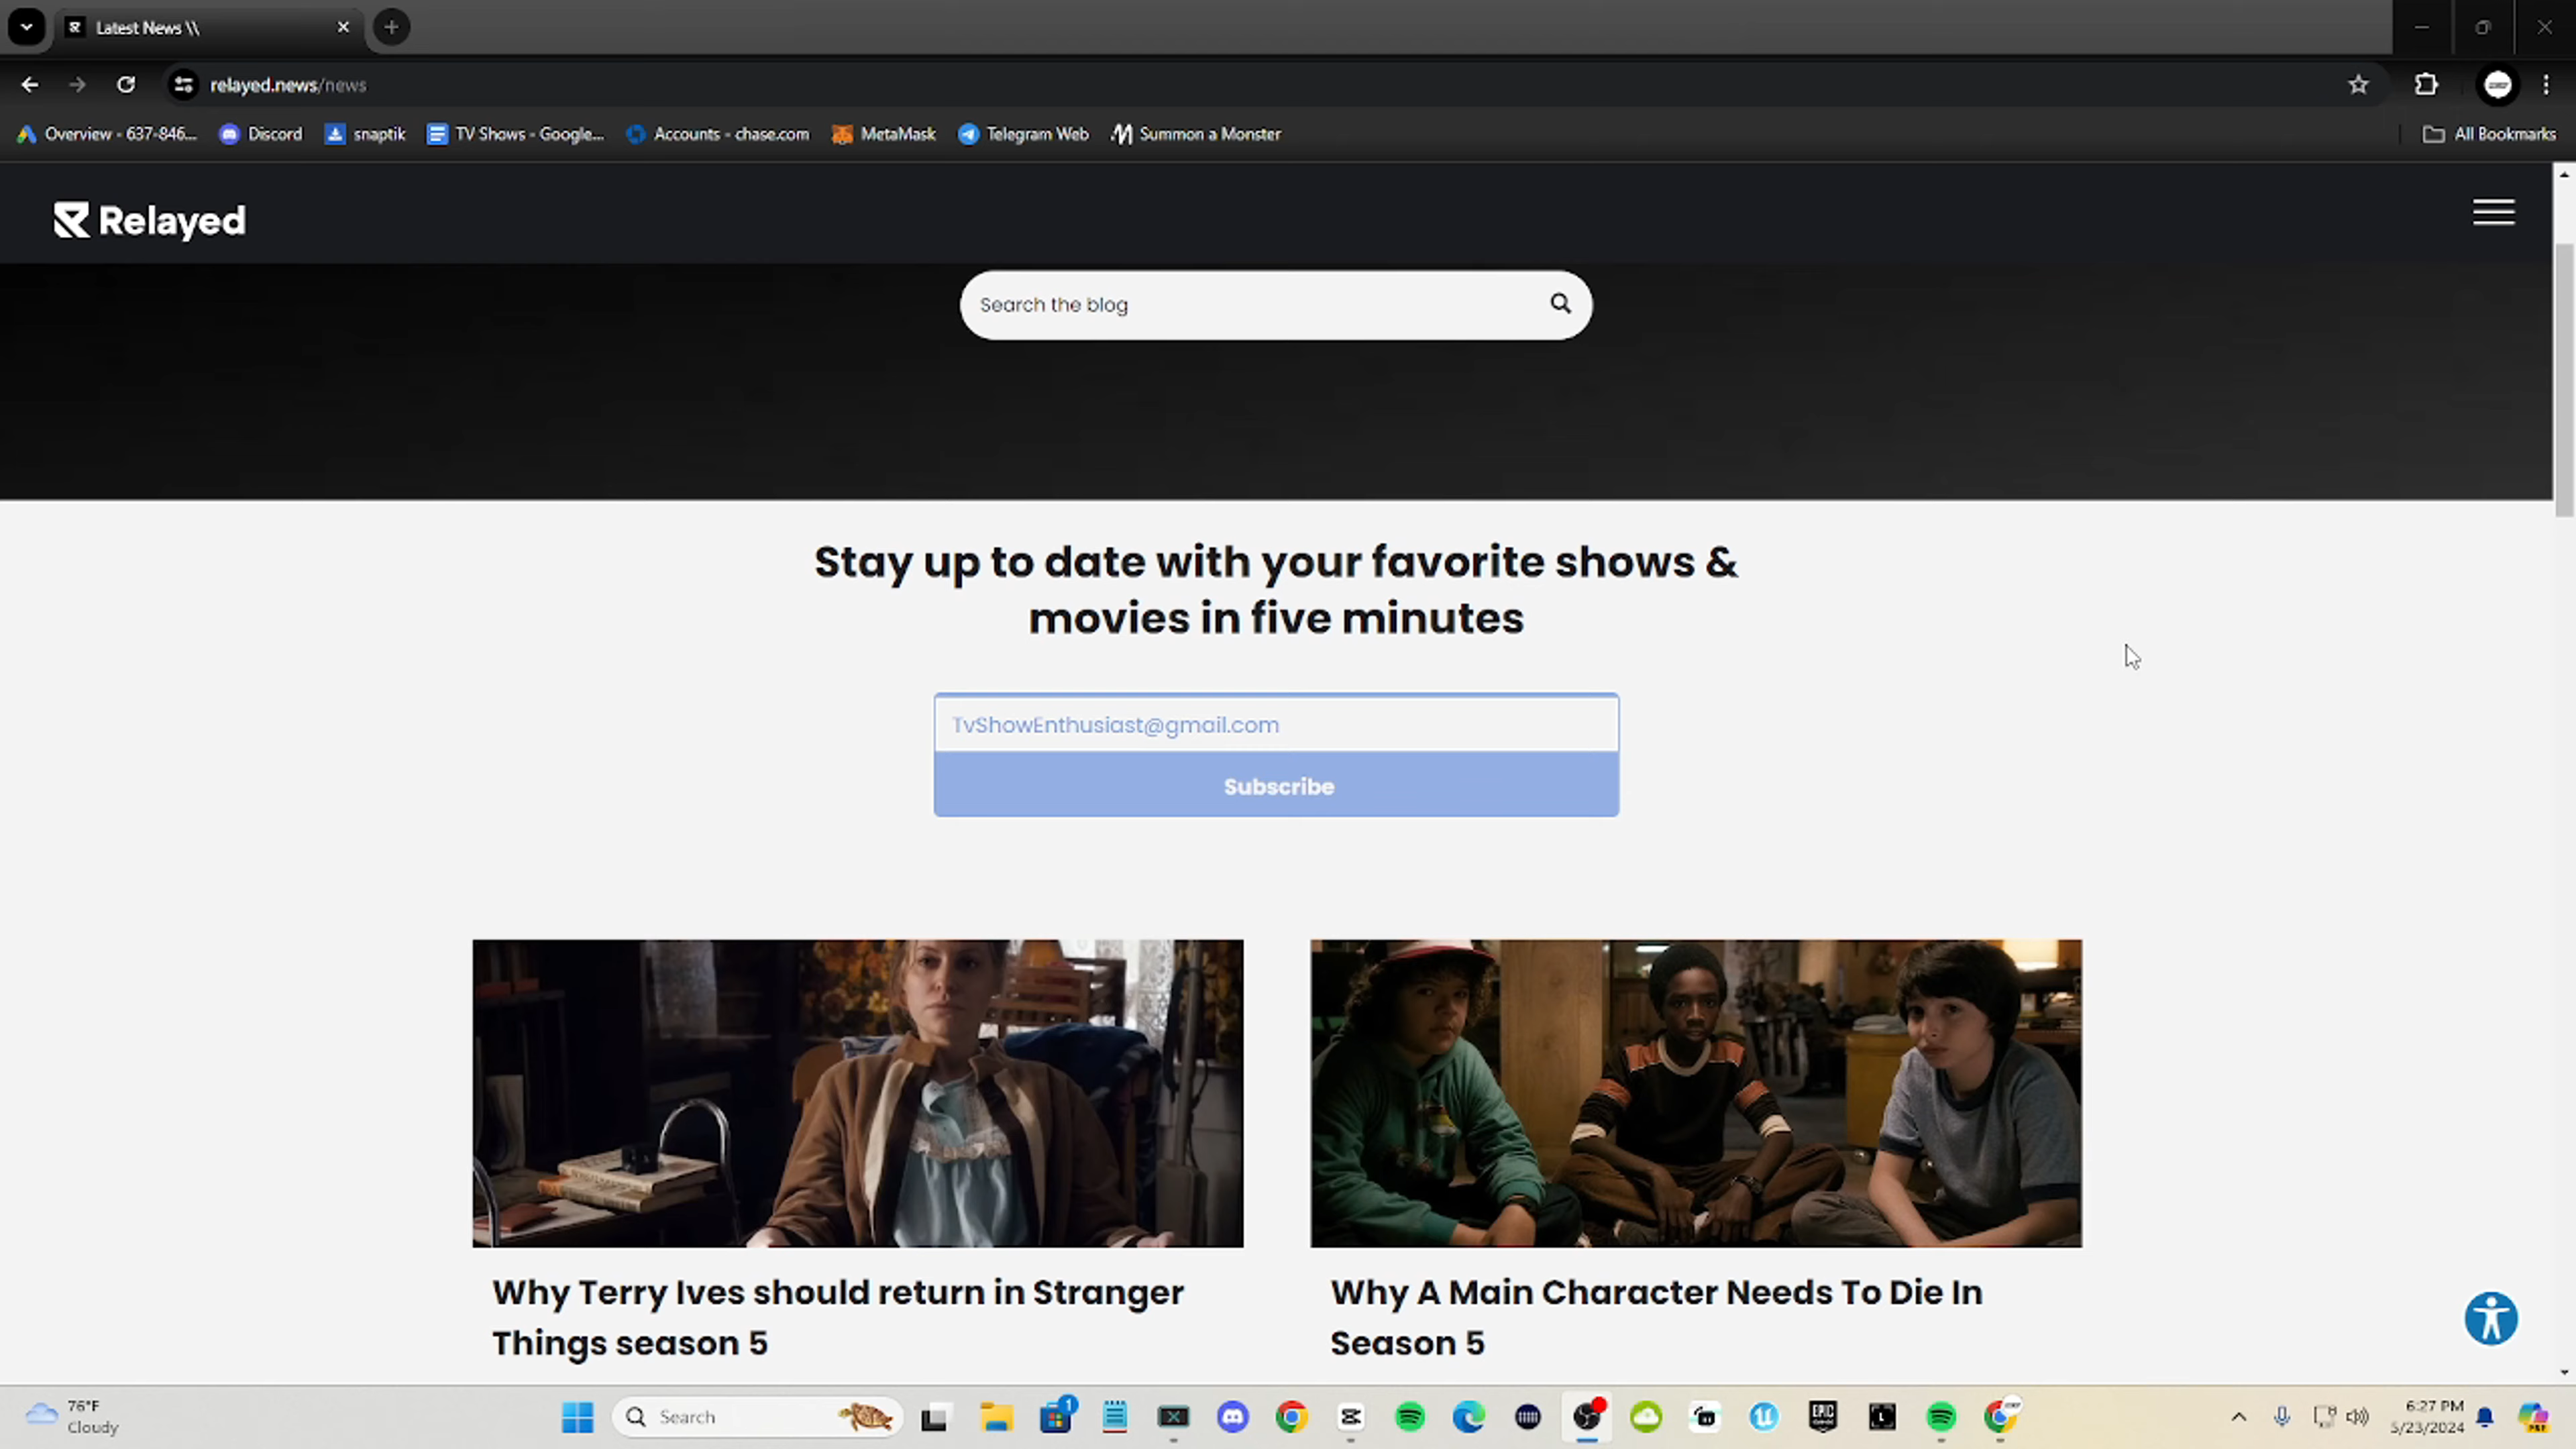 Latest News \\
relayed.news/news
Overview - 637-846... Discord snaptik TV Shows - Google... Accounts - chase.com MetaMask Telegram Web Summon a Monster All Bookmarks
Relayed
Search the blog
Stay up to date with your favorite shows &
movies in five minutes
TvShowEnthusiast@gmail.com
Subscribe
Why Terry Ives should return in Stranger
Things season 5
Why A Main Character Needs To Die In
Season 5
76°F
Cloudy
Search
1
EPIC
6:27 PM
5/23/2024